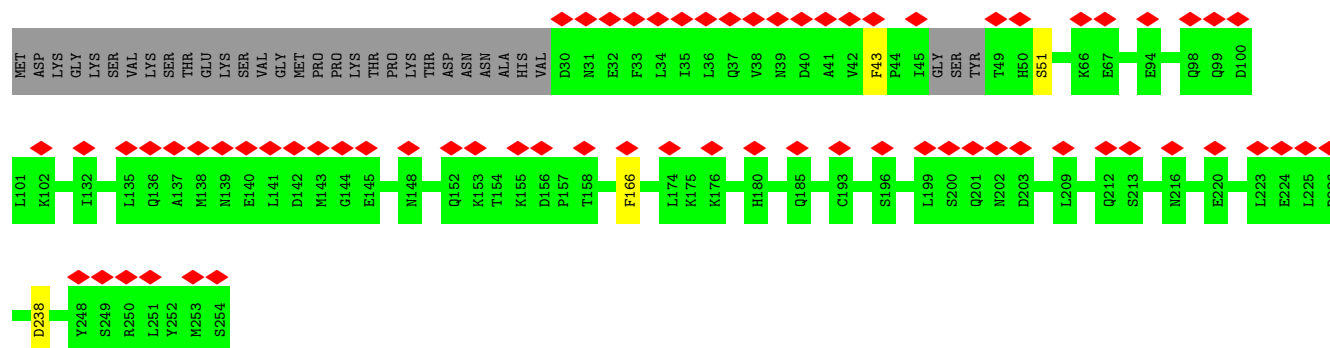 MET ASP LYS GLY LYS SER VAL LYS SER THR GLU LYS SER VAL GLY MET PRO PRO LYS THR PRO LYS THR ASP ASN ASN ALA HIS VAL D30 N31 E32 F33 L34 I35 L36 Q37 V38 N39 D40 A41 V42 F43 P44 I45 GLY SER TYR T49 H50 S51 K66 E67 E94 Q98 Q99 D100
L101 K102 I132 L135 Q136 A137 M138 N139 E140 L141 D142 M143 G144 E145 N148 Q152 K153 T154 K155 D156 P157 T158 F166 L174 K175 K176 H180 Q185 C193 S196 L199 S200 Q201 N202 D203 L209 Q212 S213 N216 E220 L223 E224 L225
D238 Y248 S249 R250 L251 Y252 M253 S254